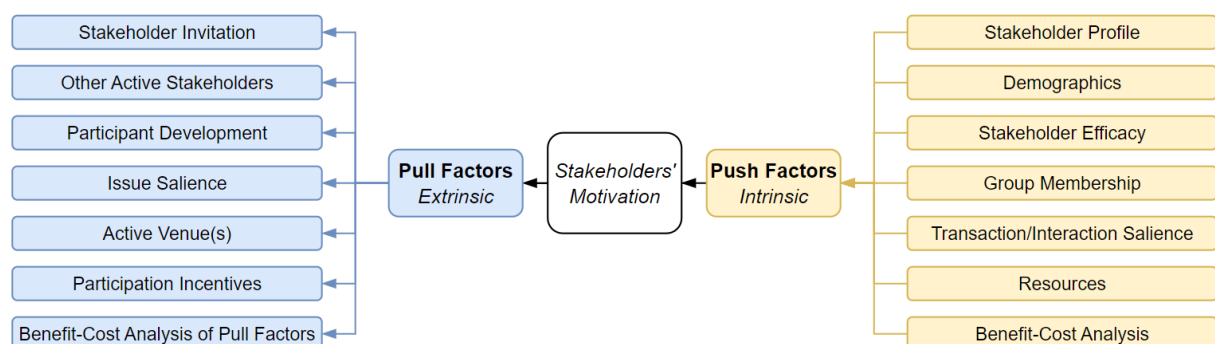 Stakeholder Invitation
Other Active Stakeholders
Participant Development
Issue Salience
Active Venue(s)
Participation Incentives
Benefit-Cost Analysis of Pull Factors
Pull Factors
Extrinsic
Stakeholders'
Motivation
Push Factors
Intrinsic
Stakeholder Profile
Demographics
Stakeholder Efficacy
Group Membership
Transaction/Interaction Salience
Resources
Benefit-Cost Analysis